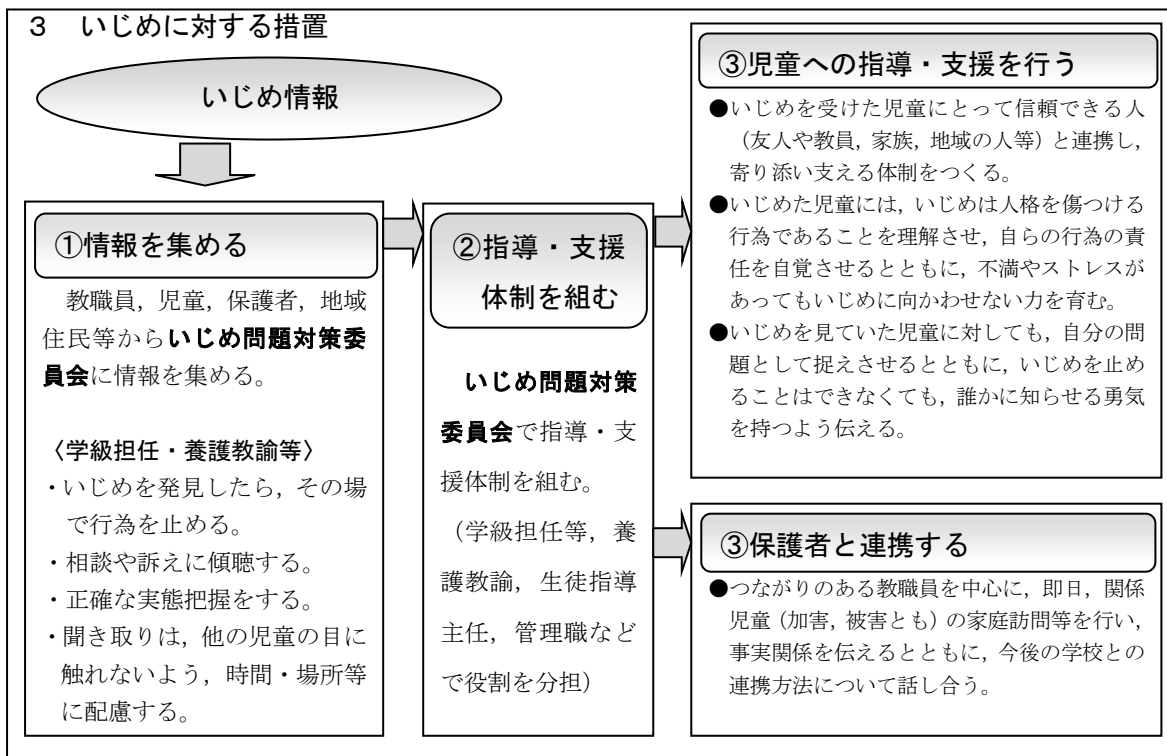 ３　いじめに対する措置
いじめ情報
①情報を集める
教職員，児童，保護者，地域
住民等からいじめ問題対策委
員会に情報を集める。
〈学級担任・養護教諭等〉
・いじめを発見したら，その場
で行為を止める。
・相談や訴えに傾聴する。
・正確な実態把握をする。
・聞き取りは，他の児童の目に
触れないよう，時間・場所等
に配慮する。
②指導・支援
体制を組む
いじめ問題対策
委員会で指導・支
援体制を組む。
（学級担任等，養
護教諭，生徒指導
主任，管理職など
で役割を分担）
③児童への指導・支援を行う
●いじめを受けた児童にとって信頼できる人
（友人や教員，家族，地域の人等）と連携し，
寄り添い支える体制をつくる。
●いじめた児童には，いじめは人格を傷つける
行為であることを理解させ，自らの行為の責
任を自覚させるとともに，不満やストレスが
あってもいじめに向かわせない力を育む。
●いじめを見ていた児童に対しても，自分の問
題として捉えさせるとともに，いじめを止め
ることはできなくても，誰かに知らせる勇気
を持つよう伝える。
③保護者と連携する
●つながりのある教職員を中心に，即日，関係
児童（加害，被害とも）の家庭訪問等を行い，
事実関係を伝えるとともに，今後の学校との
連携方法について話し合う。